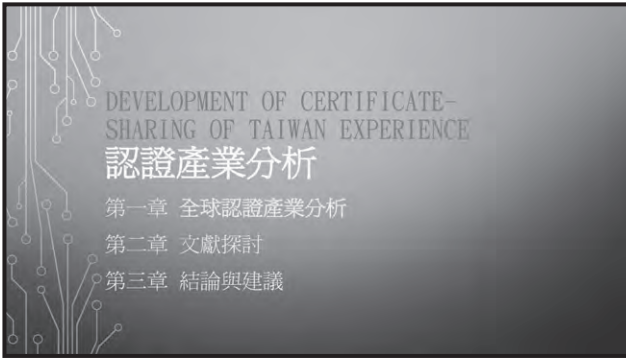 DEVELOPMENT OF CERTIFICATE-
SHARING OF TAIWAN EXPERIENCE
認證產業分析
第一章 全球認證產業分析
第二章 文獻探討
第三章 結論與建議